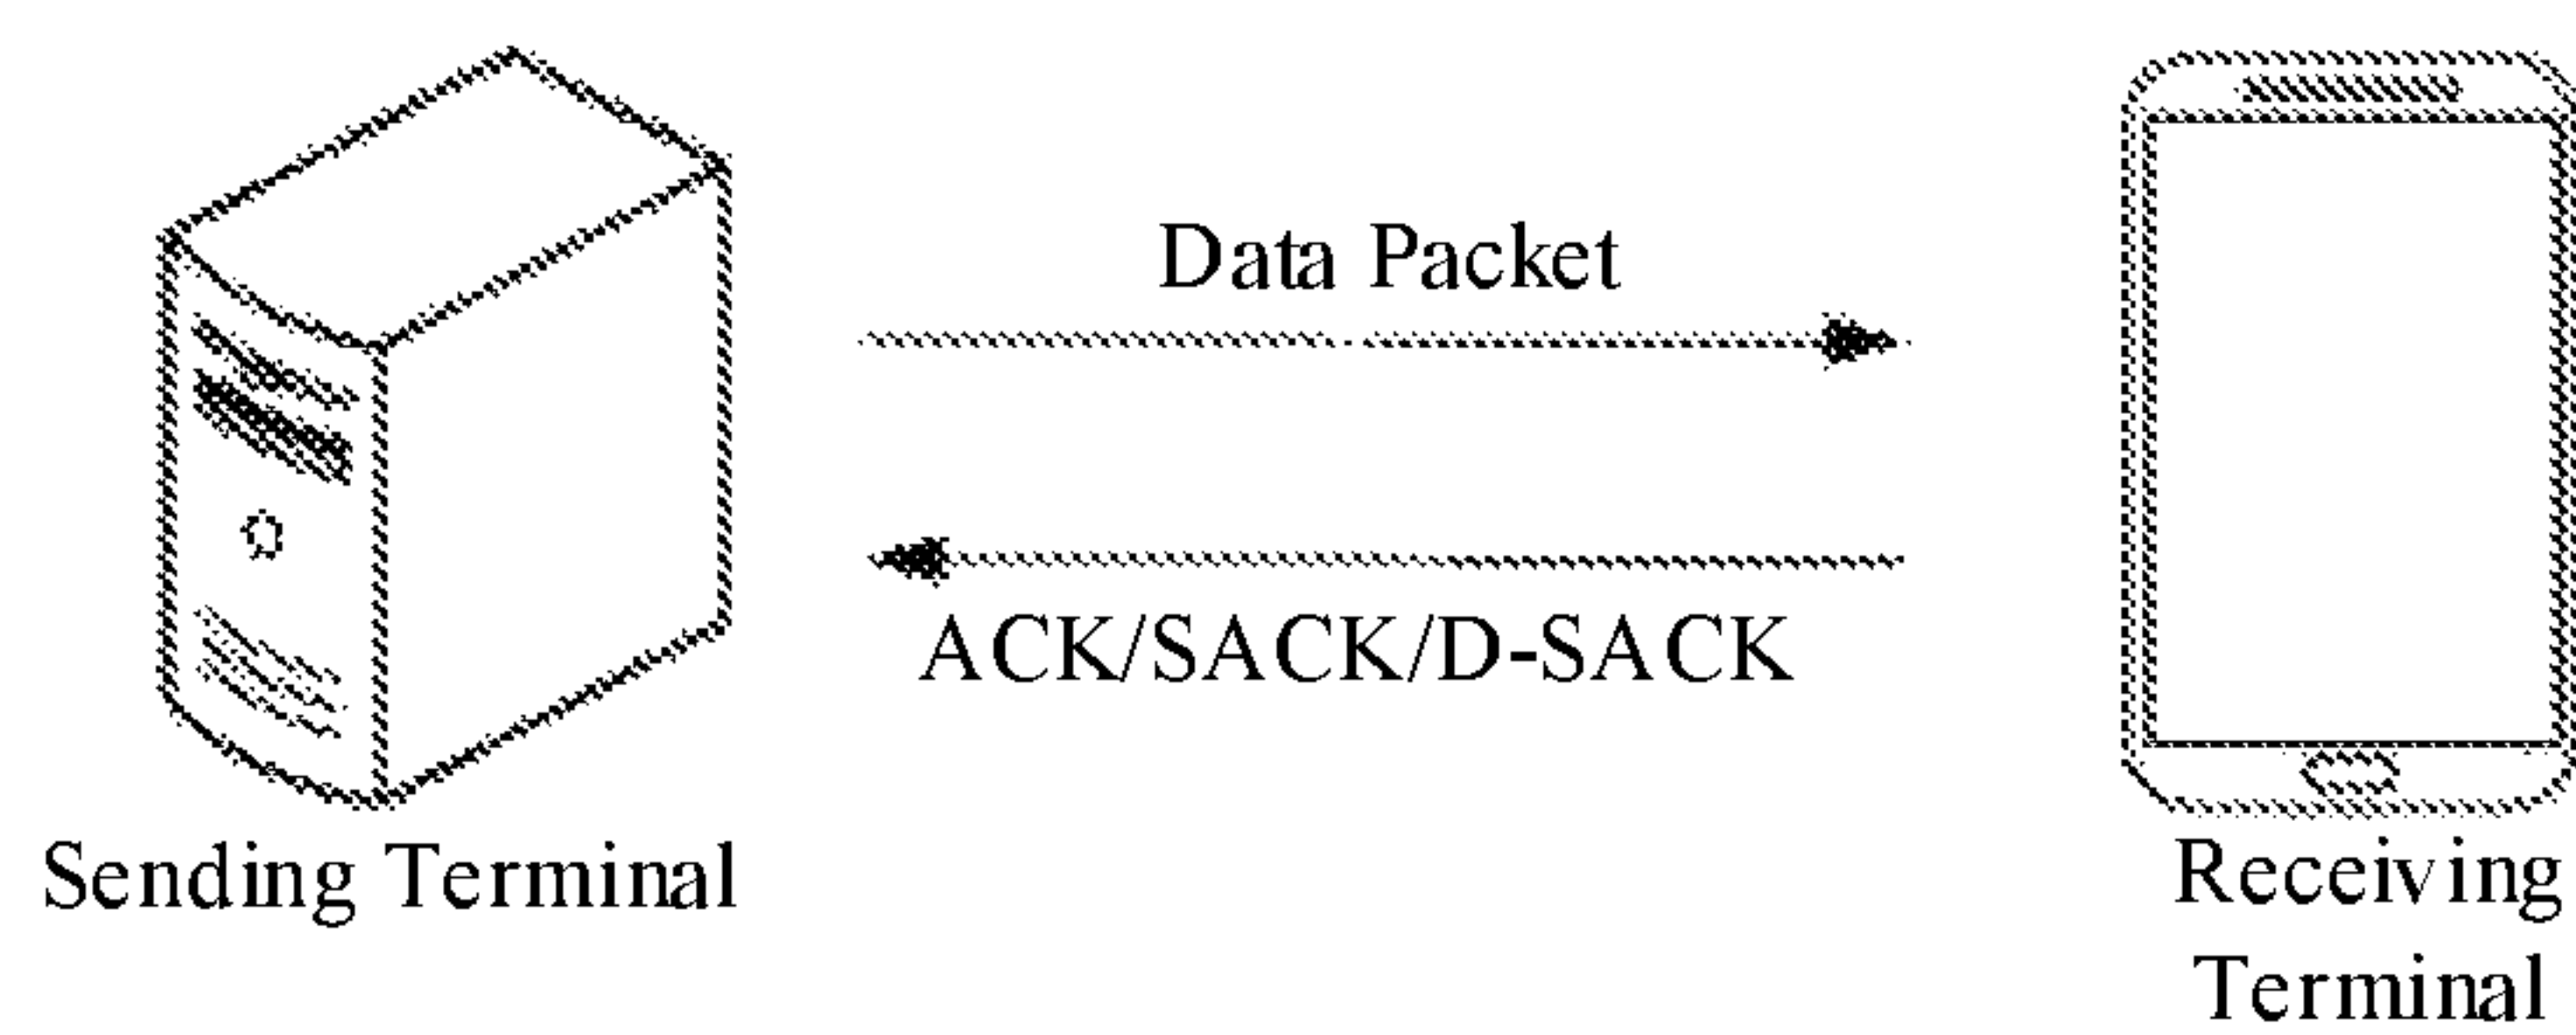 Data Packet
ACK/SACK/D-SACK
Sending Terminal
Receiving
Terminal